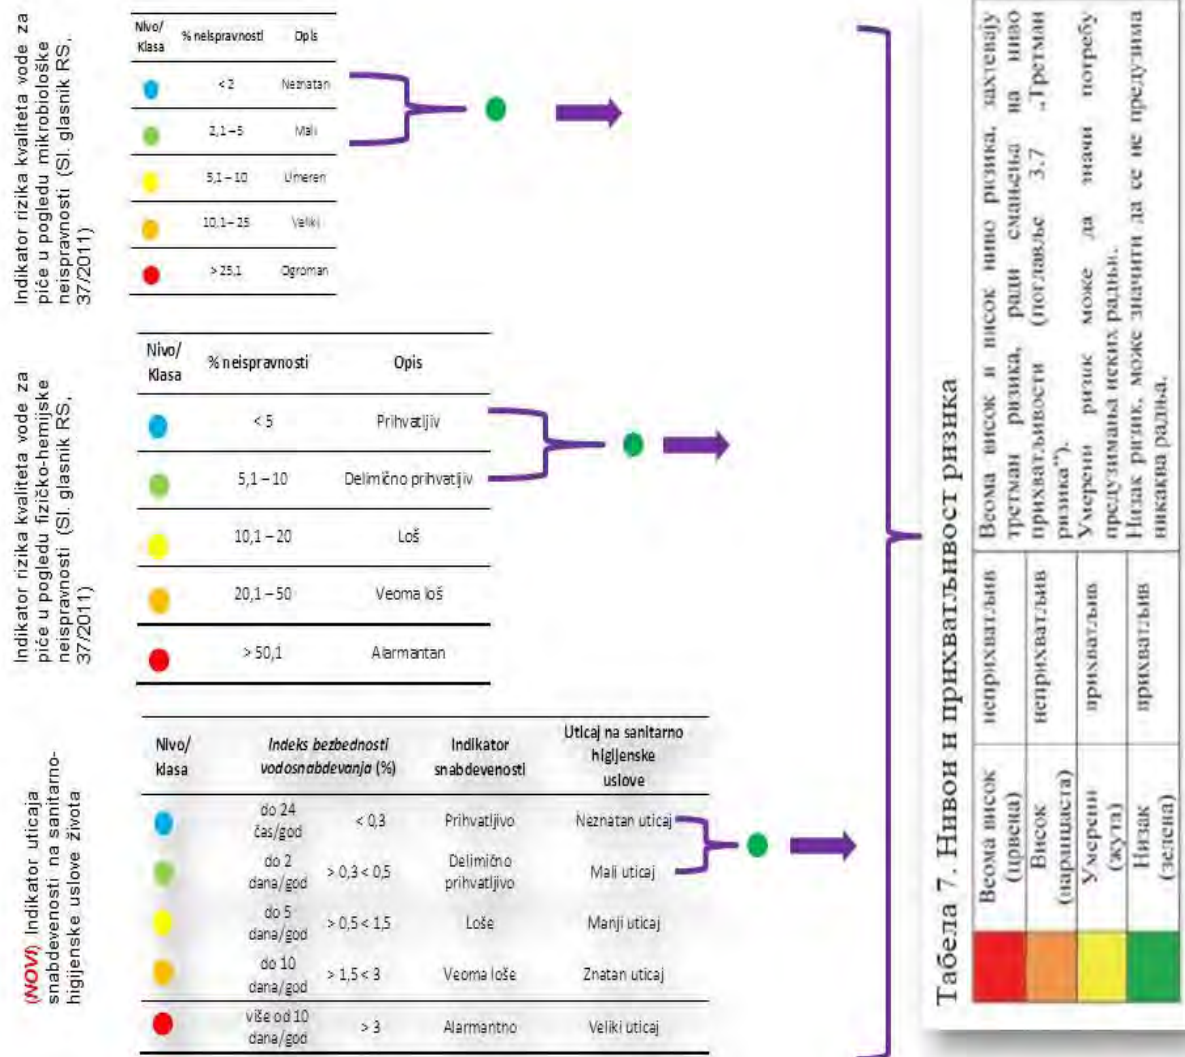 Indikator rizika kvaliteta vode za
piće u pogledu mikrobiološke
neispravnosti (Sl. glasnik RS,
37/2011)
Nivo/ % neispravnosti Opis
Klasa
< 2 Neznatan
2,1 – 5 Mali
5,1 – 10 Umeren
10,1 – 25 Veliki
> 25,1 Ogroman
Indikator rizika kvaliteta vode za
piće u pogledu fizičko-hemijske
neispravnosti (Sl. glasnik RS,
37/2011)
Nivo/ % neispravnosti Opis
Klasa
< 5 Prihvatljiv
5,1 – 10 Delimično prihvatljiv
10,1 – 20 Loš
20,1 – 50 Veoma loš
> 50,1 Alarmantan
(NOVI) Indikator uticaja
snabdevenosti na sanitarno-
higijenske uslove života
Nivo/ Indeks bezbednosti Indikator Uticaj na sanitarno
klasa vodosnabdevanja (%) snabdevenosti higijenske
uslove
do 24 < 0,3 Prihvatljivo Neznatan uticaj
čas/god
do 2 > 0,3 < 0,5 Delimično Mali uticaj
dana/god prihvatljivo
do 5 > 0,5 < 1,5 Loše Manji uticaj
dana/god
do 10 > 1,5 < 3 Veoma loše Znatan uticaj
dana/god
više od 10 > 3 Alarmantno Veliki uticaj
dana/god
Табела 7. Нивои и прихватљивост ризика
Веома висок неприхватљив
(црвена)
Висок неприхватљив
(наранџаста)
Веома висок и висок ниво ризика, захтевају
третман ризика, ради смањења на ниво
прихватљивости (поглавље 3.7 „Третман
ризика“).
Умерени прихватљив
(жута)
Умерени ризик може да значи потребу
предузимања неких радњи.
Низак прихватљив
(зелена)
Низак ризик, може значити да се не предузима
никаква радња.